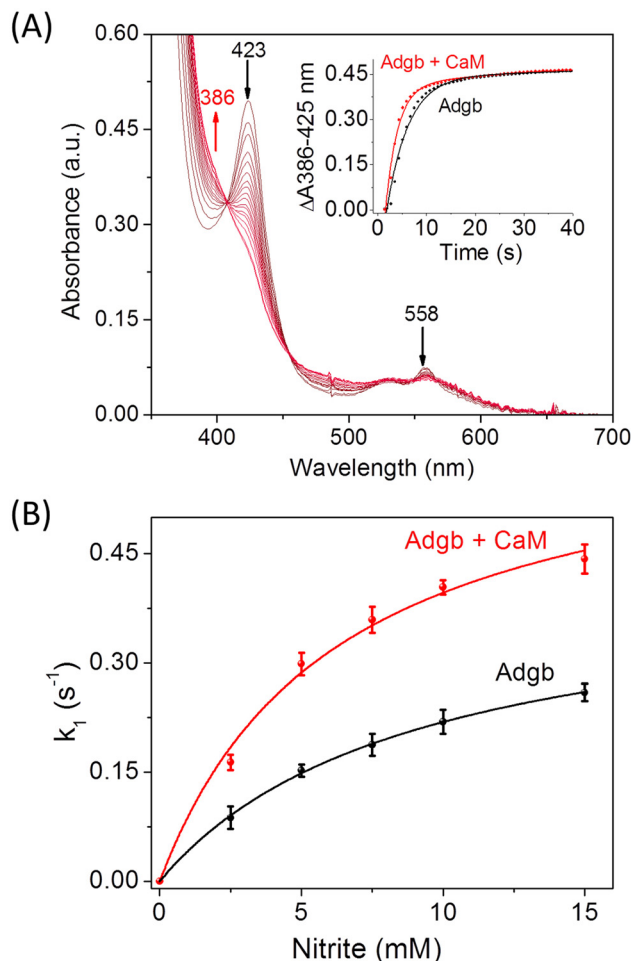 (A)
0.60
0.45
0.30
0.15
0.00
Absorbance (a.u.)
386
423
558
400
500
600
700
Wavelength (nm)
Adgb + CaM
Adgb
0.45
0.30
0.15
0.00
ΔA386-425 nm
0
10
20
30
40
Time (s)
(B)
0.45
0.30
0.15
0.00
k₁ (s⁻¹)
Adgb + CaM
Adgb
0
5
10
15
Nitrite (mM)